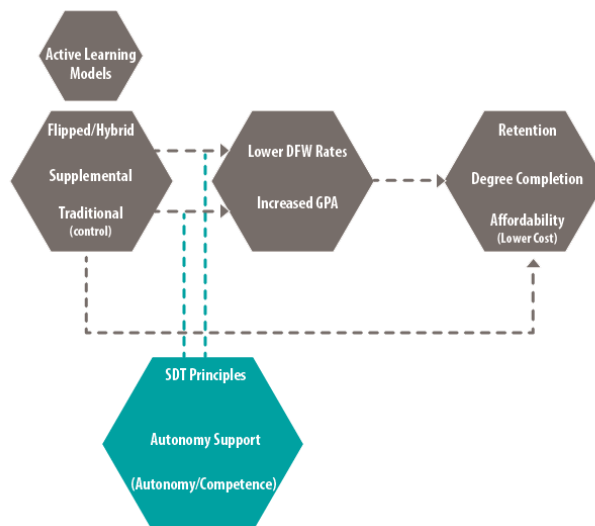 Active Learning
Models
Flipped/Hybrid
Supplemental
Traditional
(control)
Lower DFW Rates
Increased GPA
Retention
Degree Completion
Affordability
(Lower Cost)
SDT Principles
Autonomy Support
(Autonomy/Competence)